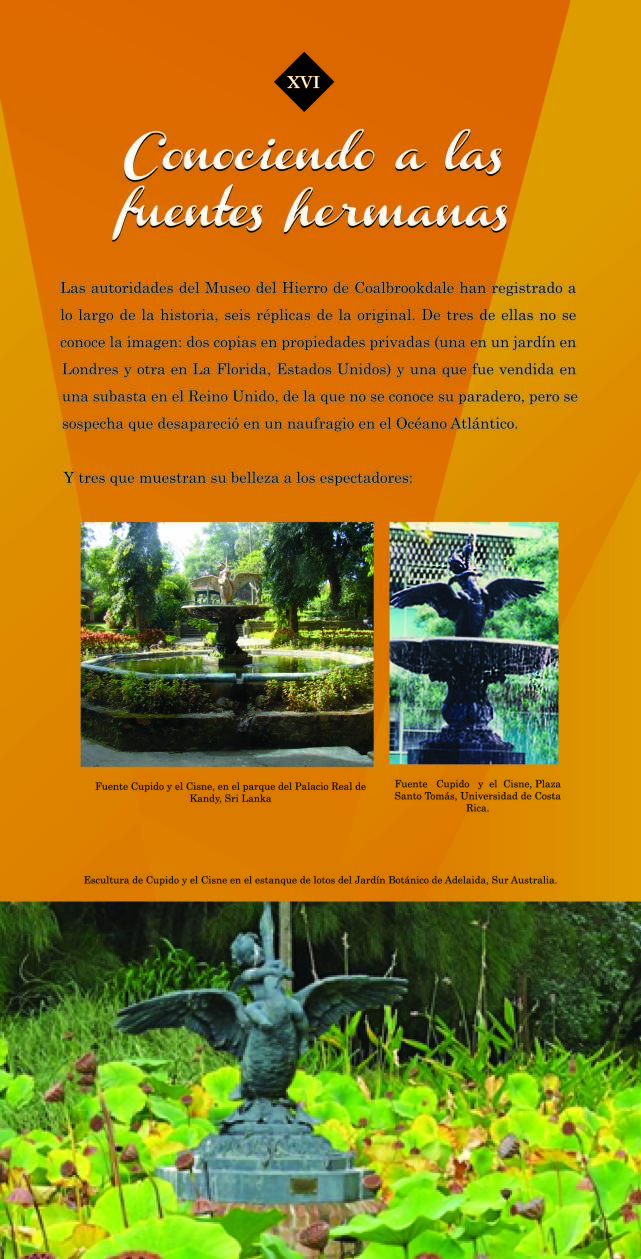 XVI
Conociendo a las
fuentes hermanas
Las autoridades del Museo del Hierro de Coalbrookdale han registrado a
lo largo de la historia, seis réplicas de la original. De tres de ellas no se
conoce la imagen: dos copias en propiedades privadas (una en un jardín en
Londres y otra en La Florida, Estados Unidos) y una que fue vendida en
una subasta en el Reino Unido, de la que no se conoce su paradero, pero se
sospecha que desapareció en un naufragio en el Océano Atlántico.
Y tres que muestran su belleza a los espectadores:
Fuente Cupido y el Cisne, en el parque del Palacio Real de
Kandy, Sri Lanka
Fuente Cupido y el Cisne, Plaza
Santo Tomás, Universidad de Costa
Rica.
Escultura de Cupido y el Cisne en el estanque de lotos del Jardín Botánico de Adelaida, Sur Australia.